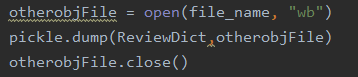 otherobjFile = open(file_name, "wb")
pickle.dump(ReviewDict,otherobjFile)
otherobjFile.close()